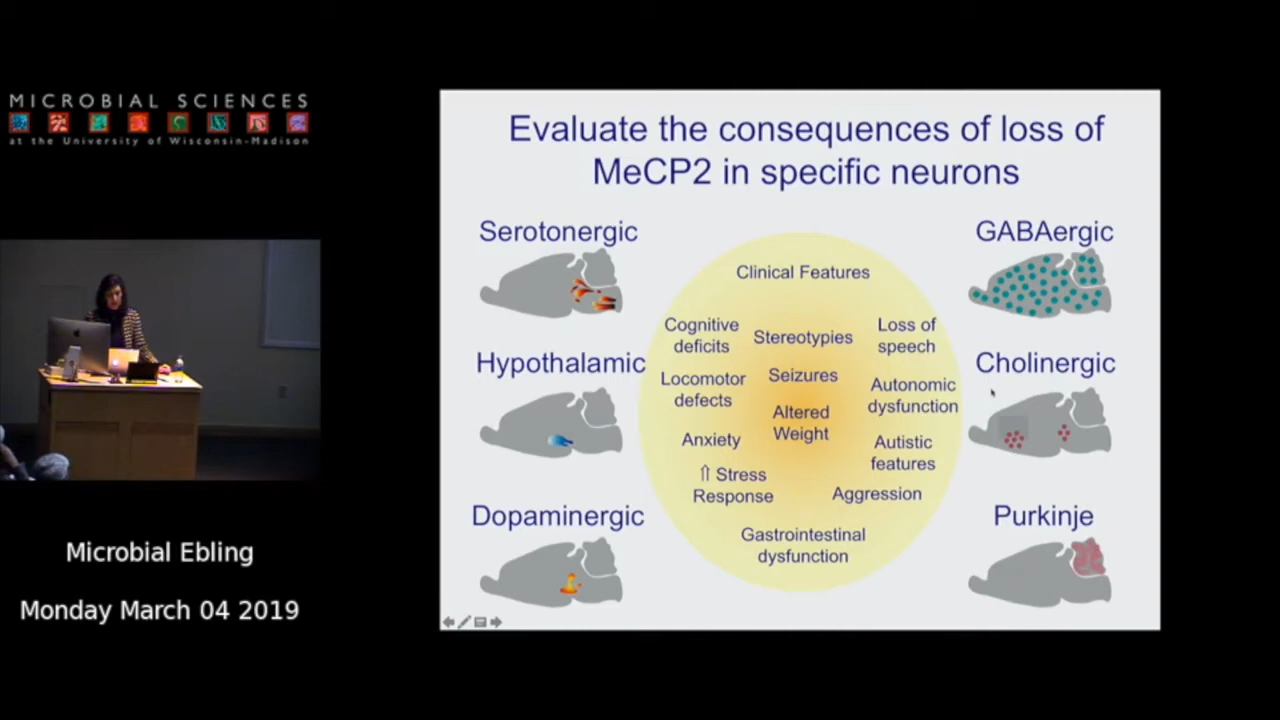 MICROBIAL SCIENCES
at the University of Wisconsin-Madison
Microbial Ebling
Monday March 04 2019
Evaluate the consequences of loss of
MeCP2 in specific neurons
Serotonergic
Hypothalamic
Dopaminergic
Clinical Features
Cognitive
deficits
Stereotypies
Loss of
speech
Locomotor
defects
Seizures
Autonomic
dysfunction
Altered
Weight
Anxiety
Autistic
features
⇑ Stress
Response
Aggression
Gastrointestinal
dysfunction
GABAergic
Cholinergic
Purkinje